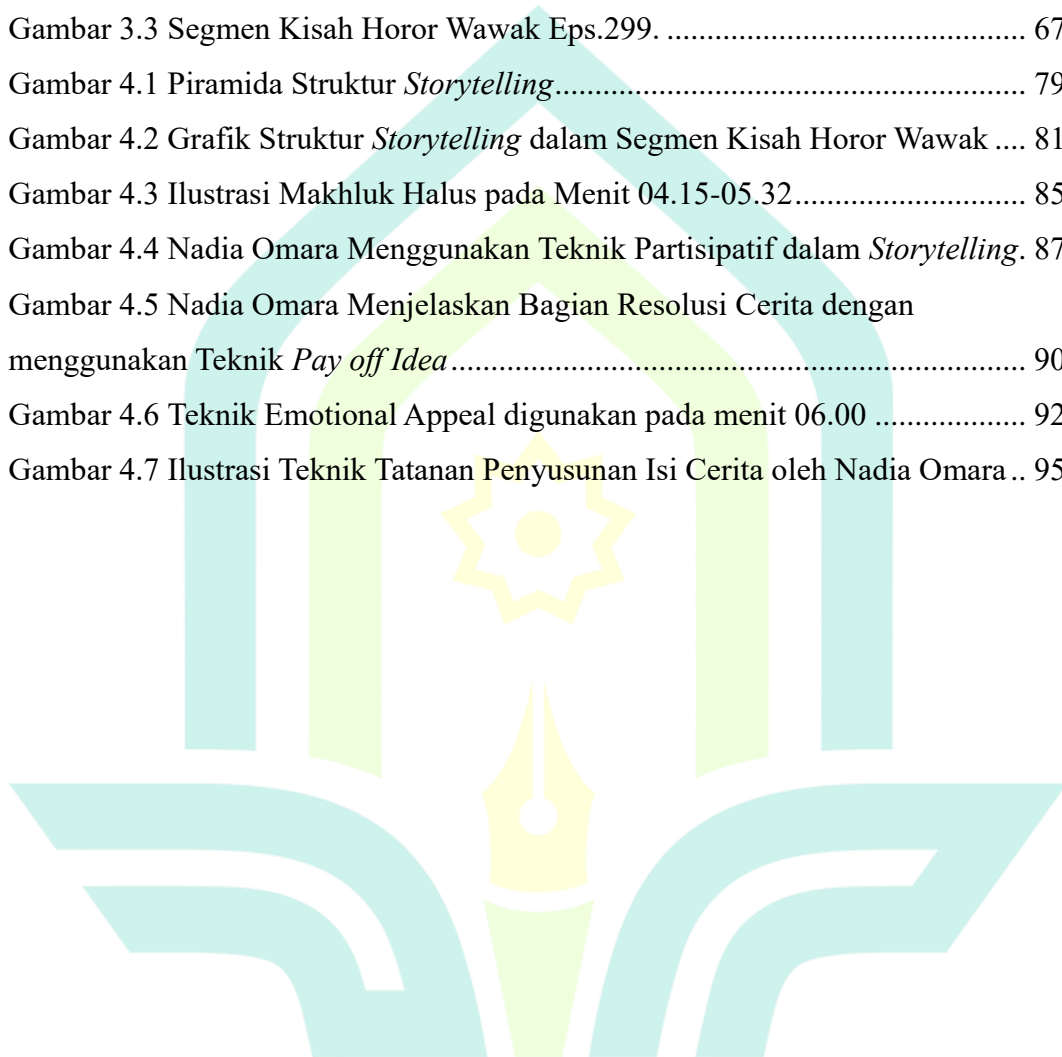 Gambar 3.3 Segmen Kisah Horor Wawak Eps.299. ..................................... 67
Gambar 4.1 Piramida Struktur Storytelling................................................ 79
Gambar 4.2 Grafik Struktur Storytelling dalam Segmen Kisah Horor Wawak .... 81
Gambar 4.3 Ilustrasi Makhluk Halus pada Menit 04.15-05.32........................ 85
Gambar 4.4 Nadia Omara Menggunakan Teknik Partisipatif dalam Storytelling. 87
Gambar 4.5 Nadia Omara Menjelaskan Bagian Resolusi Cerita dengan
menggunakan Teknik Pay off Idea........................................................... 90
Gambar 4.6 Teknik Emotional Appeal digunakan pada menit 06.00 .................. 92
Gambar 4.7 Ilustrasi Teknik Tatanan Penyusunan Isi Cerita oleh Nadia Omara.. 95